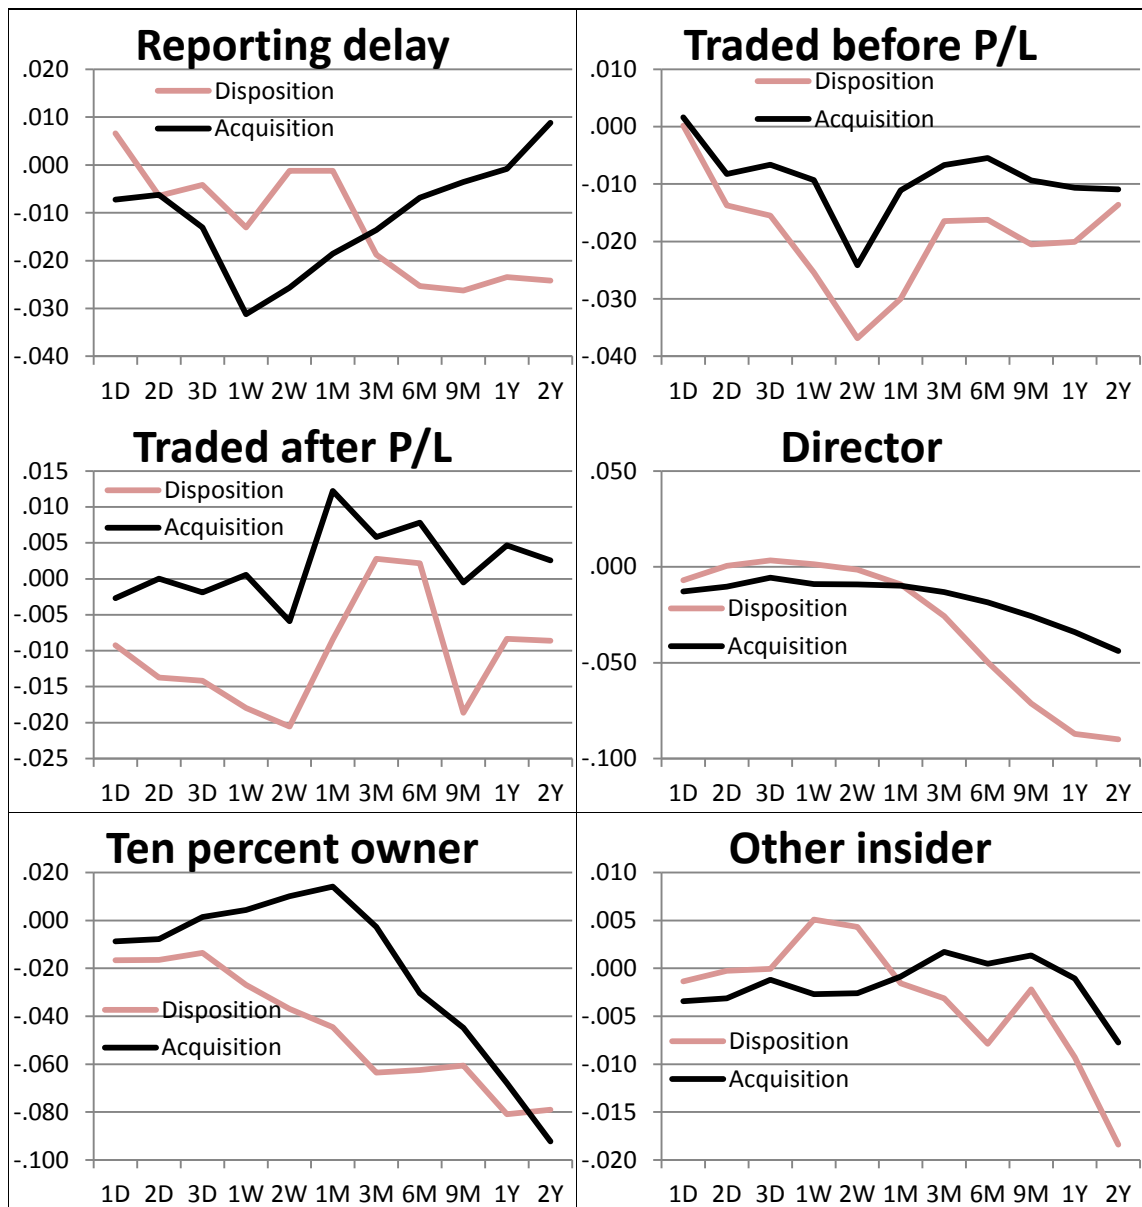 Reporting delay
.020
.010
.000
-.010
-.020
-.030
-.040
Disposition
Acquisition
1D 2D 3D 1W 2W 1M 3M 6M 9M 1Y 2Y
Traded before P/L
.010
.000
-.010
-.020
-.030
-.040
Disposition
Acquisition
1D 2D 3D 1W 2W 1M 3M 6M 9M 1Y 2Y
Traded after P/L
.015
.010
.005
.000
-.005
-.010
-.015
-.020
-.025
Disposition
Acquisition
1D 2D 3D 1W 2W 1M 3M 6M 9M 1Y 2Y
Director
.050
.000
-.050
-.100
Disposition
Acquisition
1D 2D 3D 1W 2W 1M 3M 6M 9M 1Y 2Y
Ten percent owner
.020
.000
-.020
-.040
-.060
-.080
-.100
Disposition
Acquisition
1D 2D 3D 1W 2W 1M 3M 6M 9M 1Y 2Y
Other insider
.010
.005
.000
-.005
-.010
-.015
-.020
Disposition
Acquisition
1D 2D 3D 1W 2W 1M 3M 6M 9M 1Y 2Y